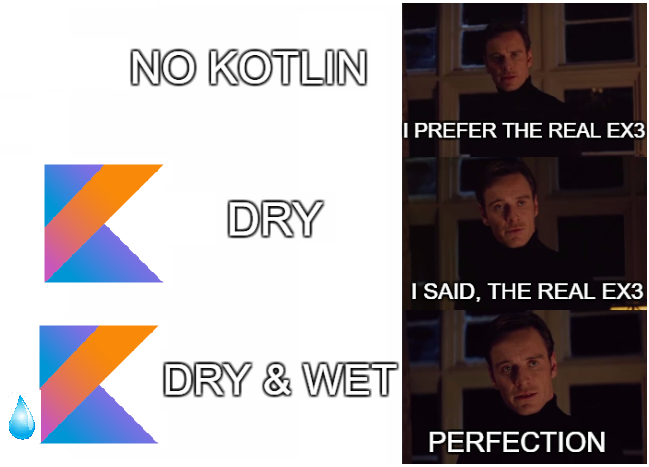 NO KOTLIN
I PREFER THE REAL EX3
DRY
I SAID, THE REAL EX3
DRY & WET
PERFECTION